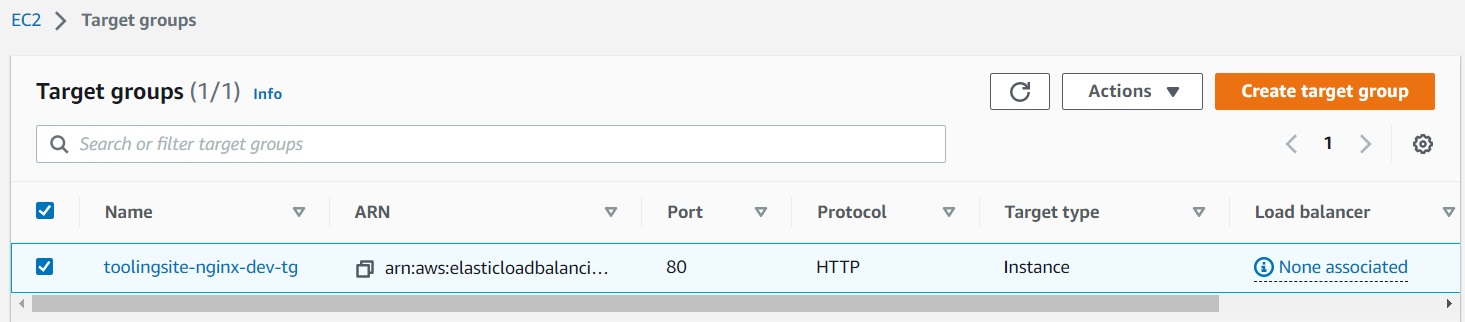 EC2 > Target groups
Target groups (1/1) Info
Actions
Create target group
Search or filter target groups
1
Name ARN Port Protocol Target type Load balancer
toolingsite-nginx-dev-tg arn:aws:elasticloadbalanci... 80 HTTP Instance None associated